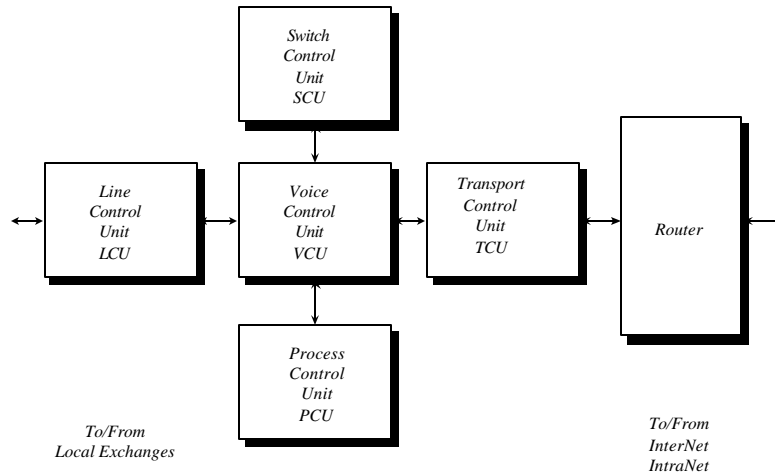 Switch
Control
Unit
SCU
Line
Control
Unit
LCU
Voice
Control
Unit
VCU
Transport
Control
Unit
TCU
Router
Process
Control
Unit
PCU
To/From
Local Exchanges
To/From
InterNet
IntraNet